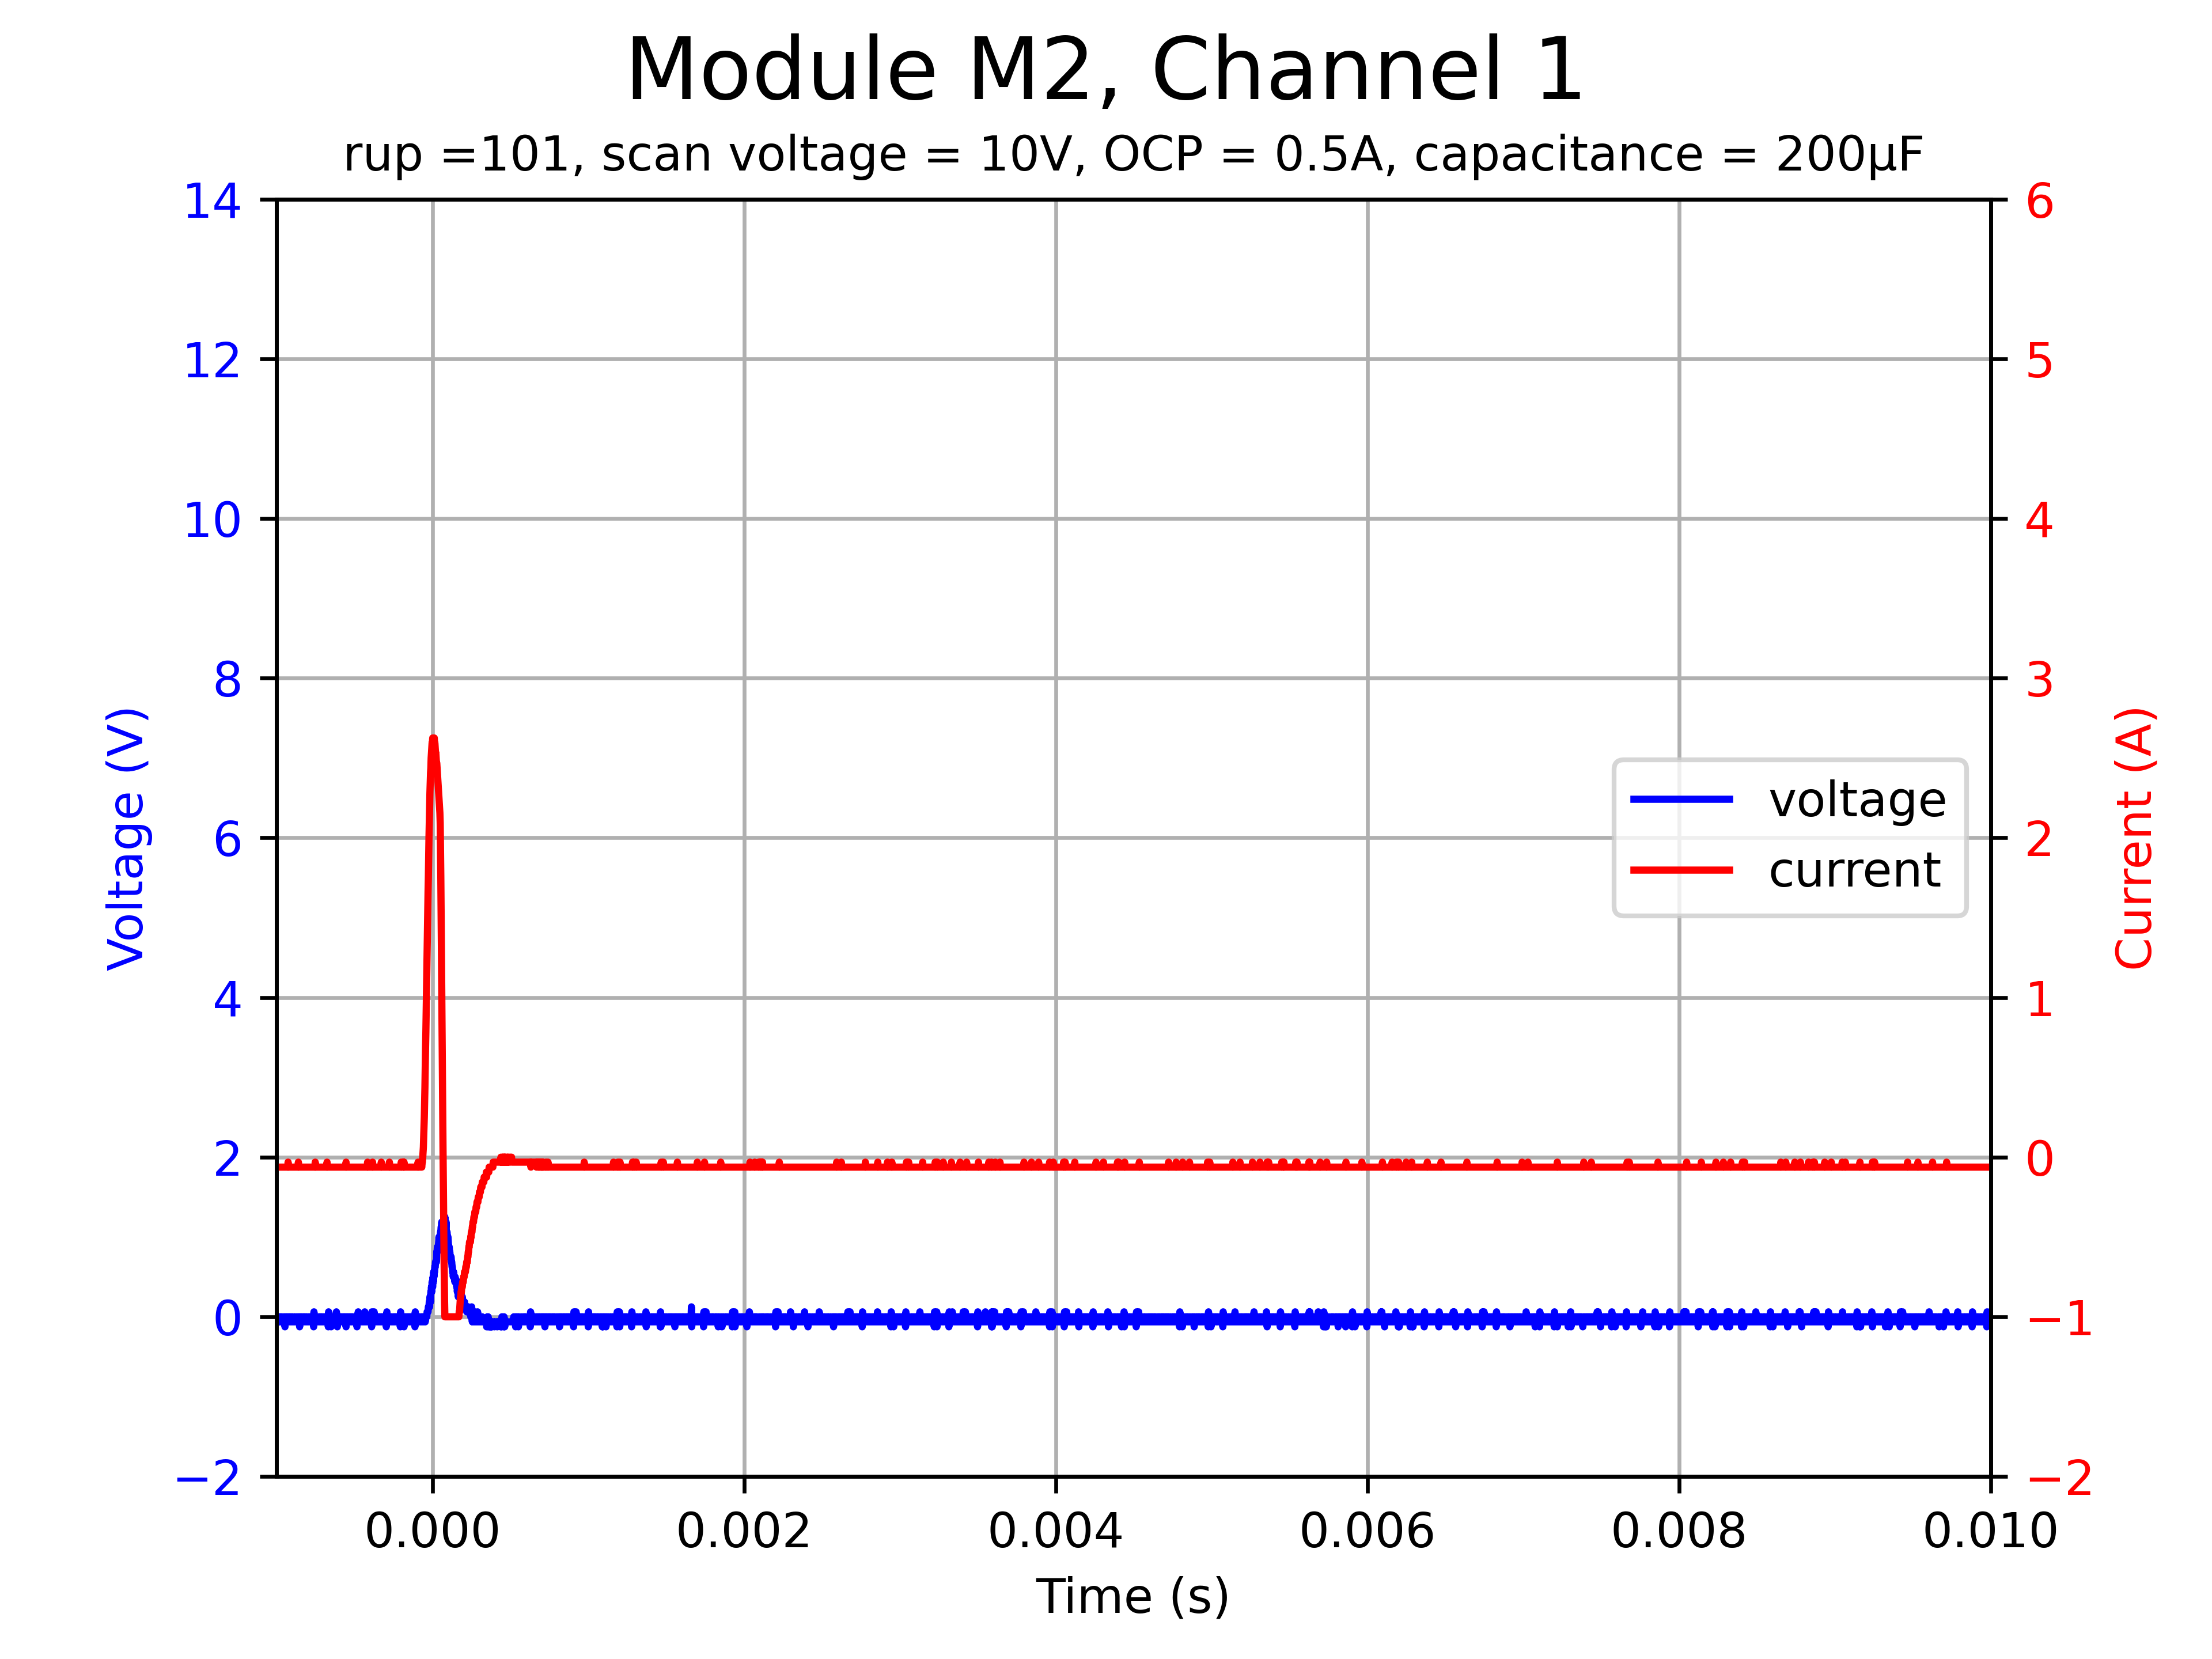 Module M2, Channel 1
rup =101, scan voltage = 10V, OCP = 0.5A, capacitance = 200μF
14
12
10
8
6
4
2
0
−2
Voltage (V)
6
5
4
3
2
1
0
−1
−2
Current (A)
voltage
current
0.000 0.002 0.004 0.006 0.008 0.010
Time (s)